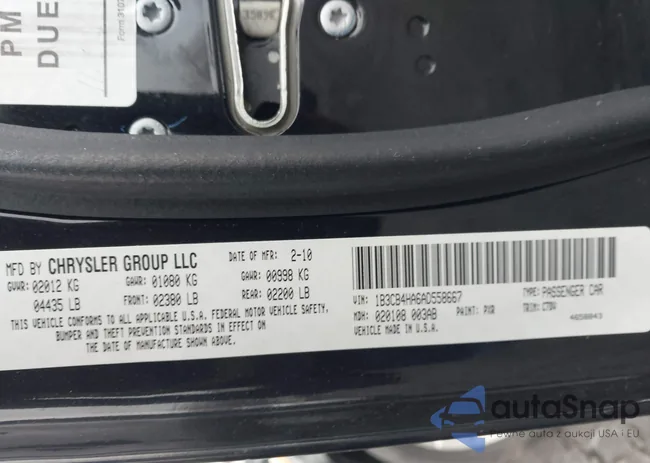 PM
DUE
MFD BY CHRYSLER GROUP LLC DATE OF MFR: 2-10
GVWR: 02012 KG GAWR: 01080 KG GAWR: 00998 KG
04435 LB FRONT: 02380 LB REAR: 02200 LB
THIS VEHICLE CONFORMS TO ALL APPLICABLE U.S.A. FEDERAL MOTOR VEHICLE SAFETY,
BUMPER AND THEFT PREVENTION STANDARDS IN EFFECT ON
THE DATE OF MANUFACTURE SHOWN ABOVE.
VIN: 1B3CB4HA6AD558667 TYPE: PASSENGER CAR
MDH: 020108 003AB PAINT: PXR TRIM: C7DV
VEHICLE MADE IN U.S.A. 4658043
autaSnap
Pewne auta z aukcji USA i EU